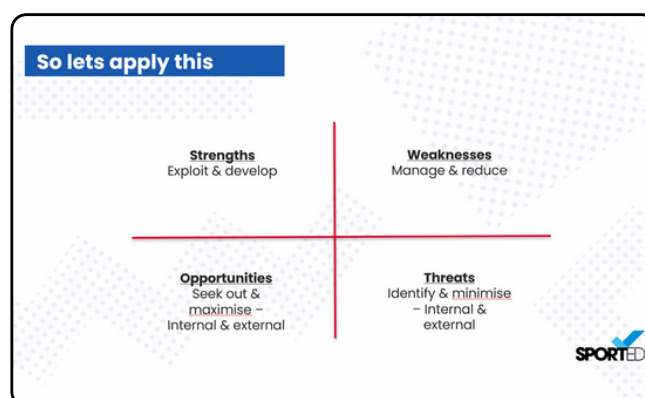 So lets apply this
Strengths
Exploit & develop
Weaknesses
Manage & reduce
Opportunities
Seek out &
maximise –
Internal & external
Threats
Identify & minimise
– Internal &
external
SPORTED